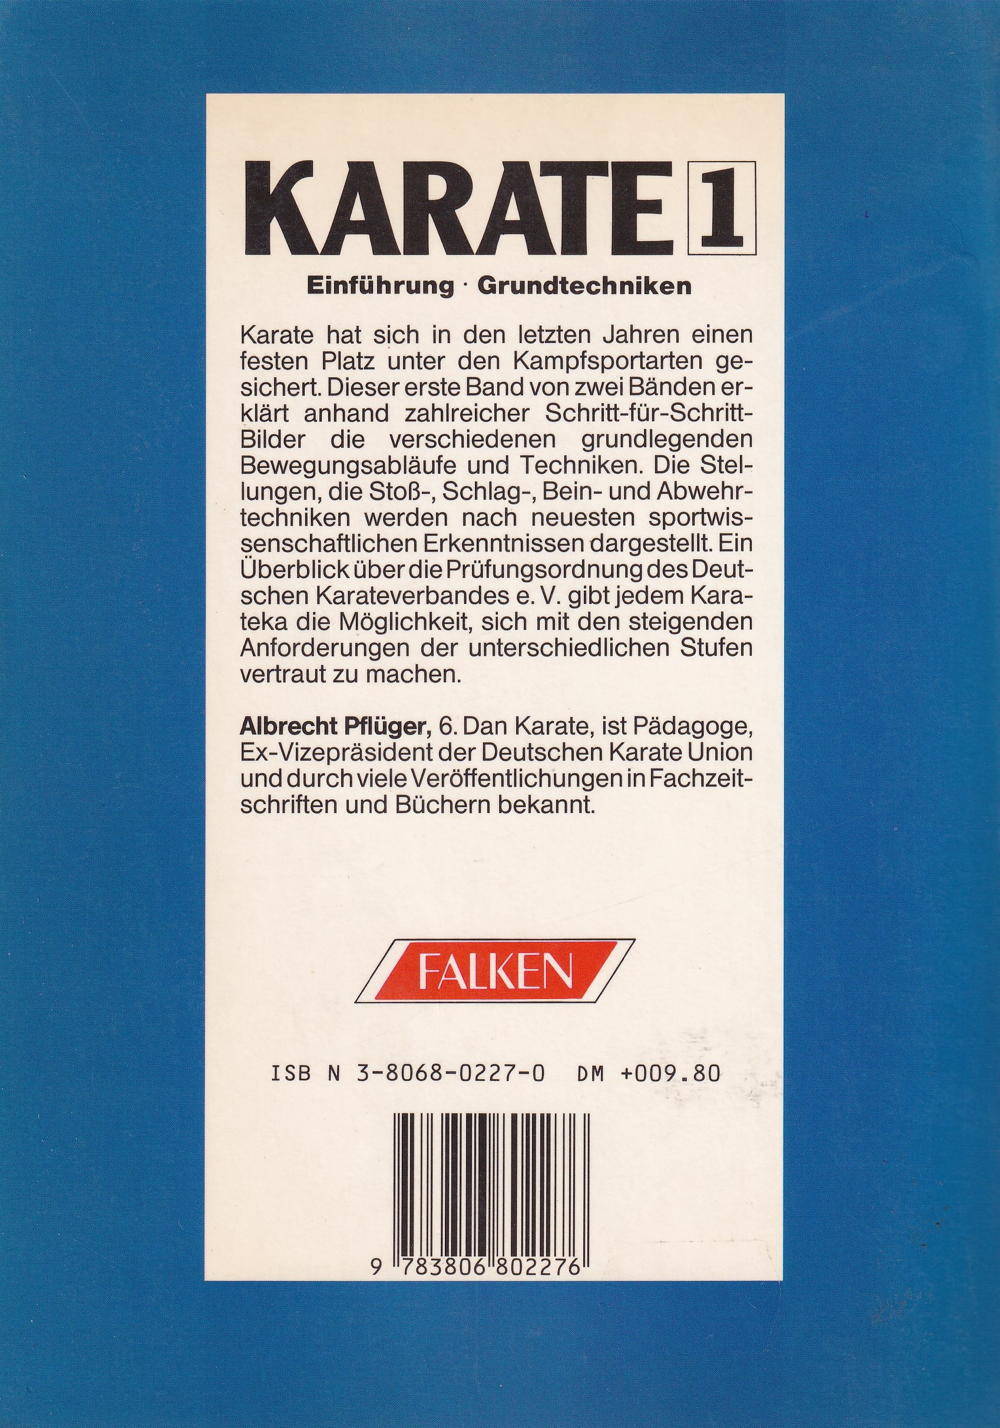 KARATE 1
Einführung · Grundtechniken
Karate hat sich in den letzten Jahren einen
festen Platz unter den Kampfsportarten ge-
sichert. Dieser erste Band von zwei Bänden er-
klärt anhand zahlreicher Schritt-für-Schritt-
Bilder die verschiedenen grundlegenden
Bewegungsabläufe und Techniken. Die Stel-
lungen, die Stoß-, Schlag-, Bein- und Abwehr-
techniken werden nach neuesten sportwis-
senschaftlichen Erkenntnissen dargestellt. Ein
Überblick über die Prüfungsordnung des Deut-
schen Karateverbandes e. V. gibt jedem Kara-
teka die Möglichkeit, sich mit den steigenden
Anforderungen der unterschiedlichen Stufen
vertraut zu machen.
Albrecht Pflüger, 6. Dan Karate, ist Pädagoge,
Ex-Vizepräsident der Deutschen Karate Union
und durch viele Veröffentlichungen in Fachzeit-
schriften und Büchern bekannt.
FALKEN
ISB N 3-8068-0227-0 DM +009.80
9 783806 802276